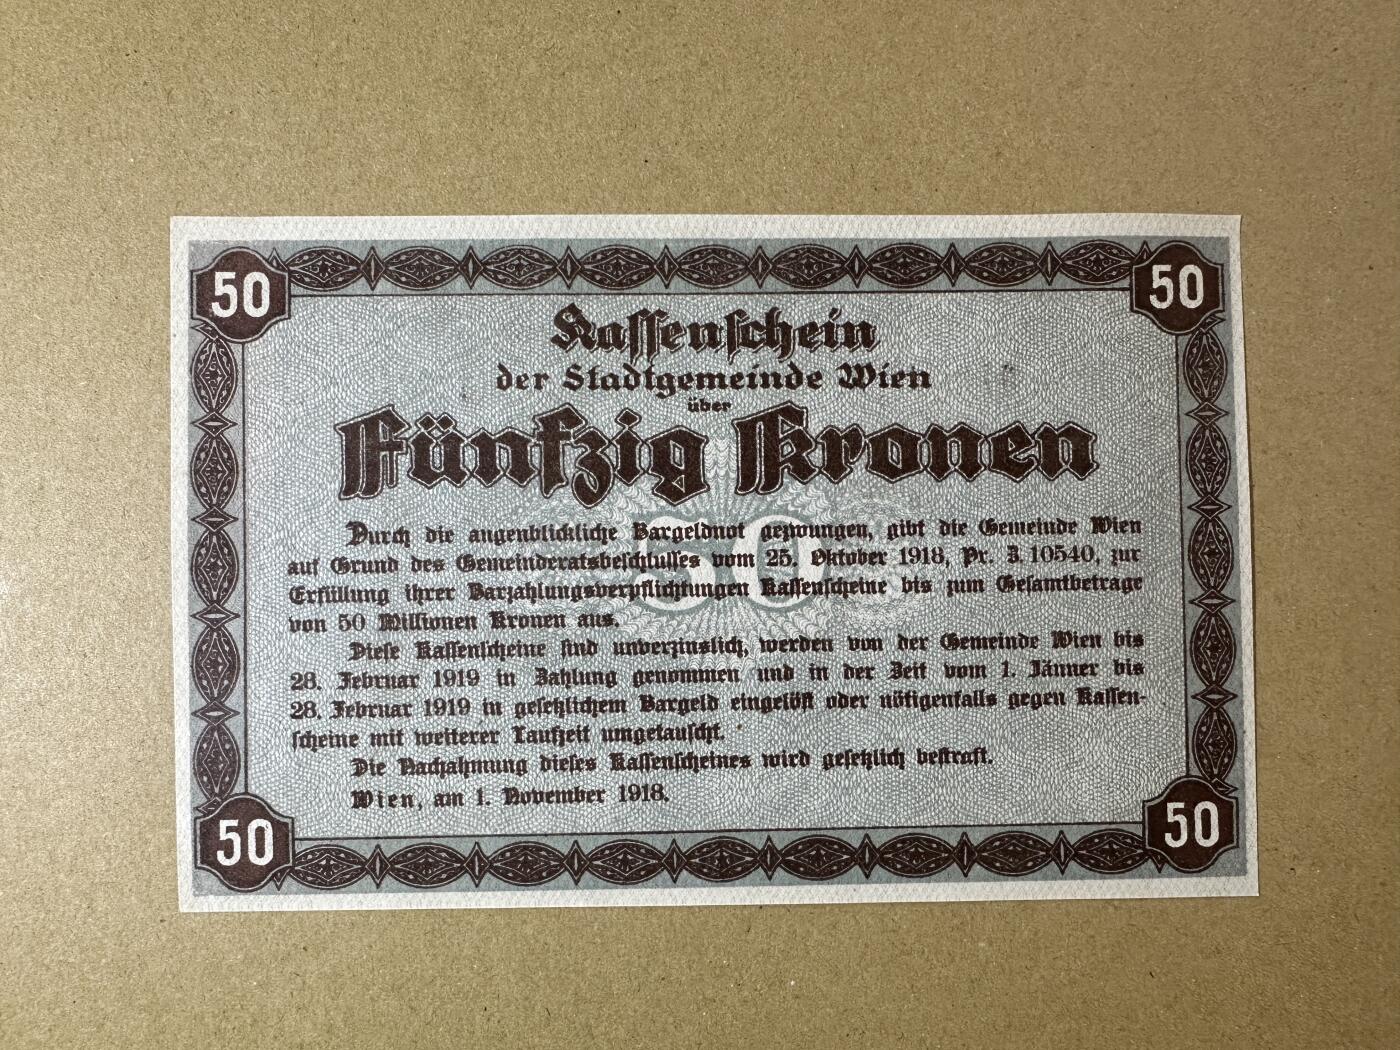 50
50
Kassenschein
der Stadtgemeinde Wien
über
Fünfzig Kronen
50
Durch die augenblickliche Bargeldnot gezwungen, gibt die Gemeinde Wien
auf Grund des Gemeinderatsbeschlusses vom 25. Oktober 1918, Pr. Z. 10540, zur
Erfüllung ihrer Barzahlungsverpflichtungen Kassenscheine bis zum Gesamtbetrage
von 50 Millionen Kronen aus.
Diese Kassenscheine sind unverzinslich, werden von der Gemeinde Wien bis
28. Februar 1919 in Zahlung genommen und in der Zeit vom 1. Jänner bis
28. Februar 1919 in gesetzlichem Bargeld eingelöst oder nötigenfalls gegen Kassen-
scheine mit weiterer Laufzeit umgetauscht.
Die Nachahmung dieses Kassenscheines wird gesetzlich bestraft.
Wien, am 1. November 1918.
50
50